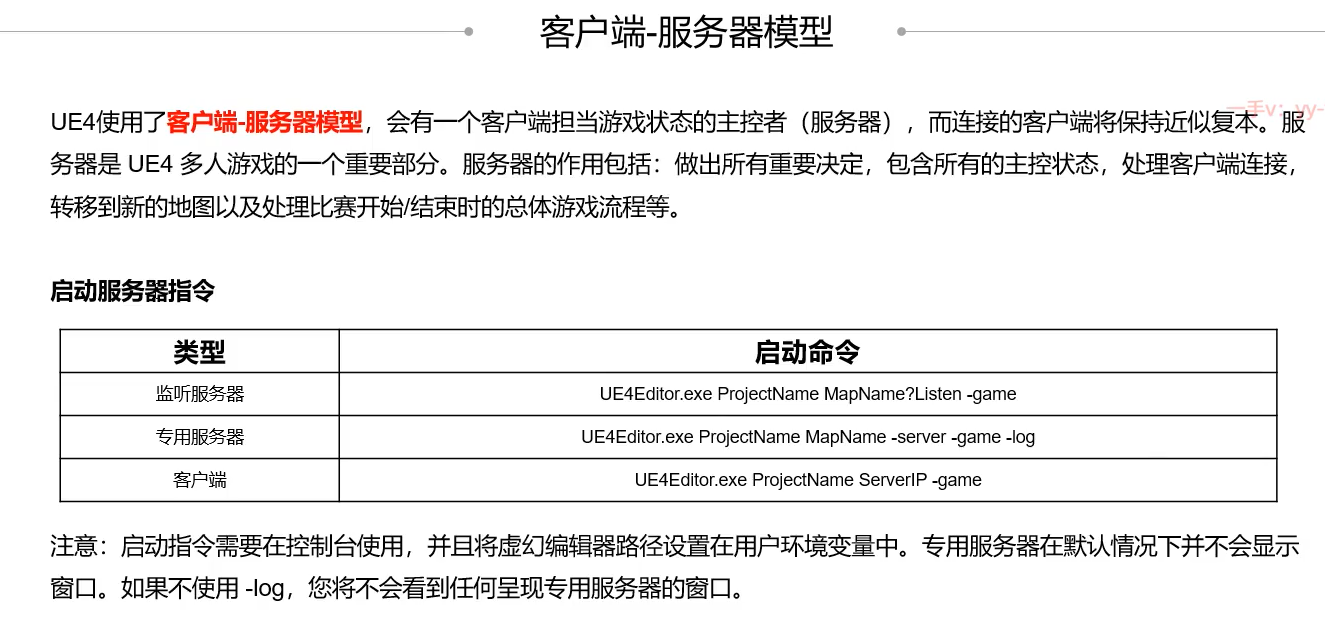 客户端-服务器模型
一手v：yy-
UE4使用了客户端-服务器模型，会有一个客户端担当游戏状态的主控者（服务器），而连接的客户端将保持近似复本。服
务器是 UE4 多人游戏的一个重要部分。服务器的作用包括：做出所有重要决定，包含所有的主控状态，处理客户端连接，
转移到新的地图以及处理比赛开始/结束时的总体游戏流程等。
启动服务器指令
类型 启动命令
监听服务器 UE4Editor.exe ProjectName MapName?Listen -game
专用服务器 UE4Editor.exe ProjectName MapName -server -game -log
客户端 UE4Editor.exe ProjectName ServerIP -game
注意：启动指令需要在控制台使用，并且将虚幻编辑器路径设置在用户环境变量中。专用服务器在默认情况下并不会显示
窗口。如果不使用 -log，您将不会看到任何呈现专用服务器的窗口。